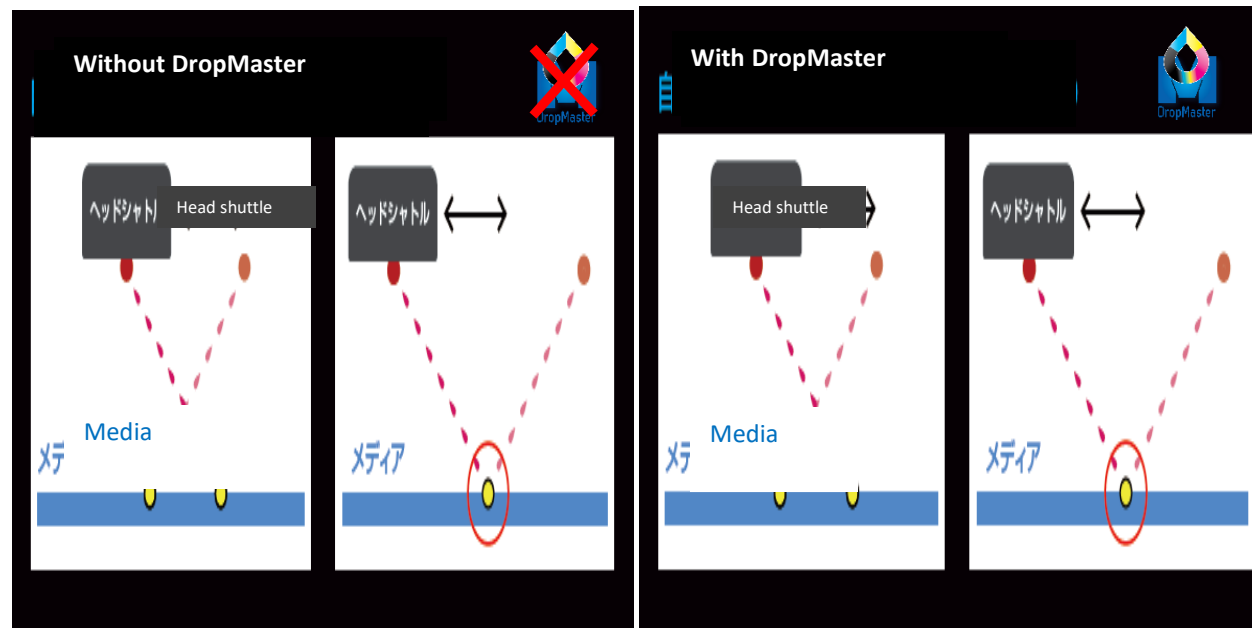 Without DropMaster
DropMaster
ヘッドシャトル
Head shuttle
Media
メデ
ヘッドシャトル
メディア
With DropMaster
DropMaster
Head shuttle
Media
メデ
ヘッドシャトル
メディア